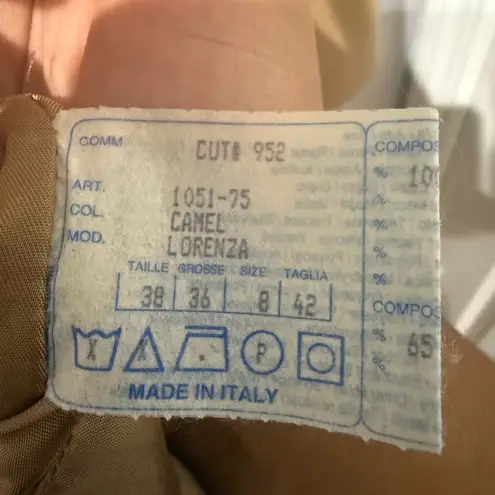 COMM CUT# 952
ART. 1051-75
COL. CAMEL
MOD. LORENZA
TAILLE GROSSE SIZE TAGLIA
38 36 8 42
X X P
MADE IN ITALY
COMPOS
% 10
%
%
%
COMPOS
% 65
%